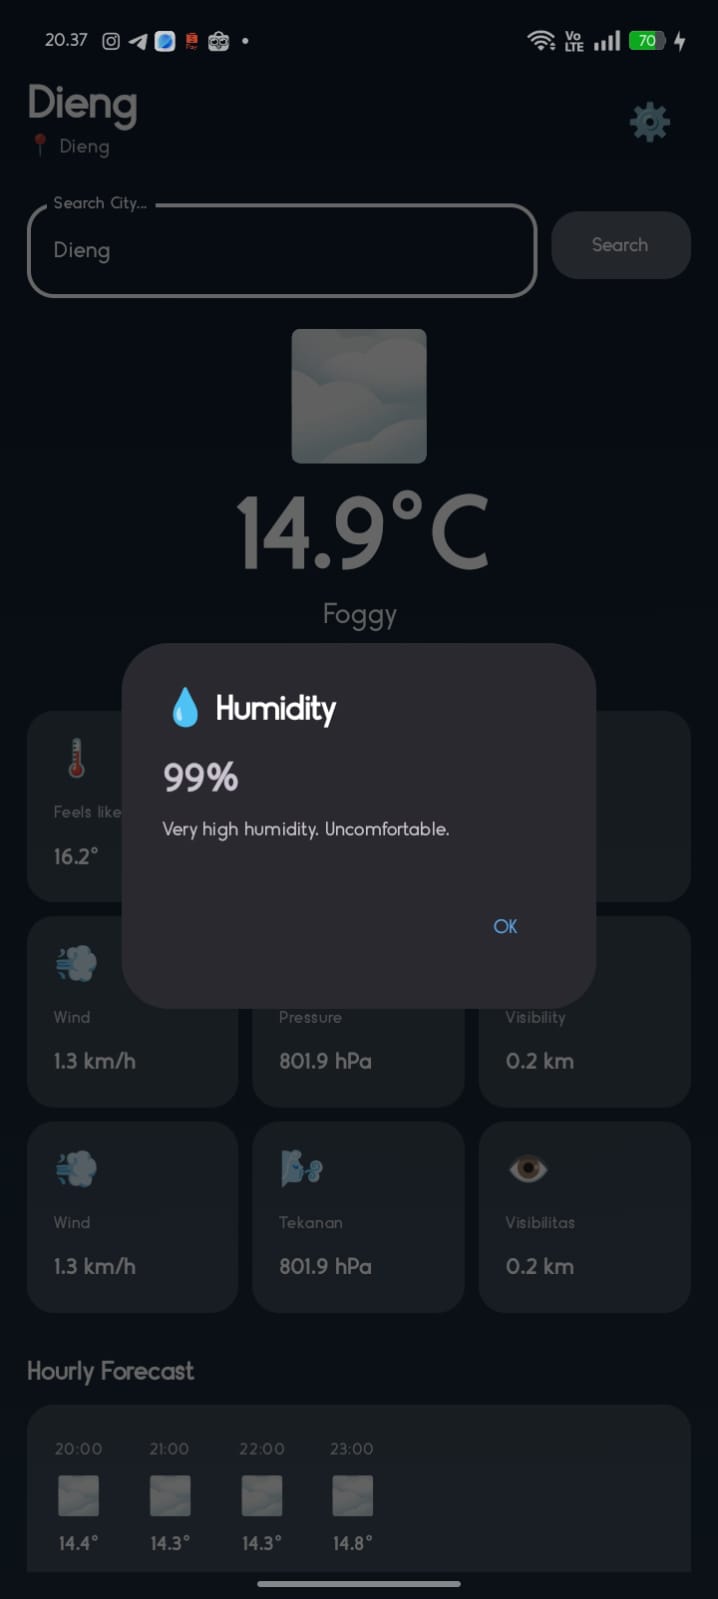 20.37
Vo
LTE
70
Dieng
📍 Dieng
Search City...
Dieng
Search
14.9°C
Foggy
💧 Humidity
99%
Very high humidity. Uncomfortable.
OK
Feels like
16.2°
Wind
Pressure
Visibility
1.3 km/h
801.9 hPa
0.2 km
Wind
Tekanan
Visibilitas
1.3 km/h
801.9 hPa
0.2 km
Hourly Forecast
20:00 21:00 22:00 23:00
14.4° 14.3° 14.3° 14.8°